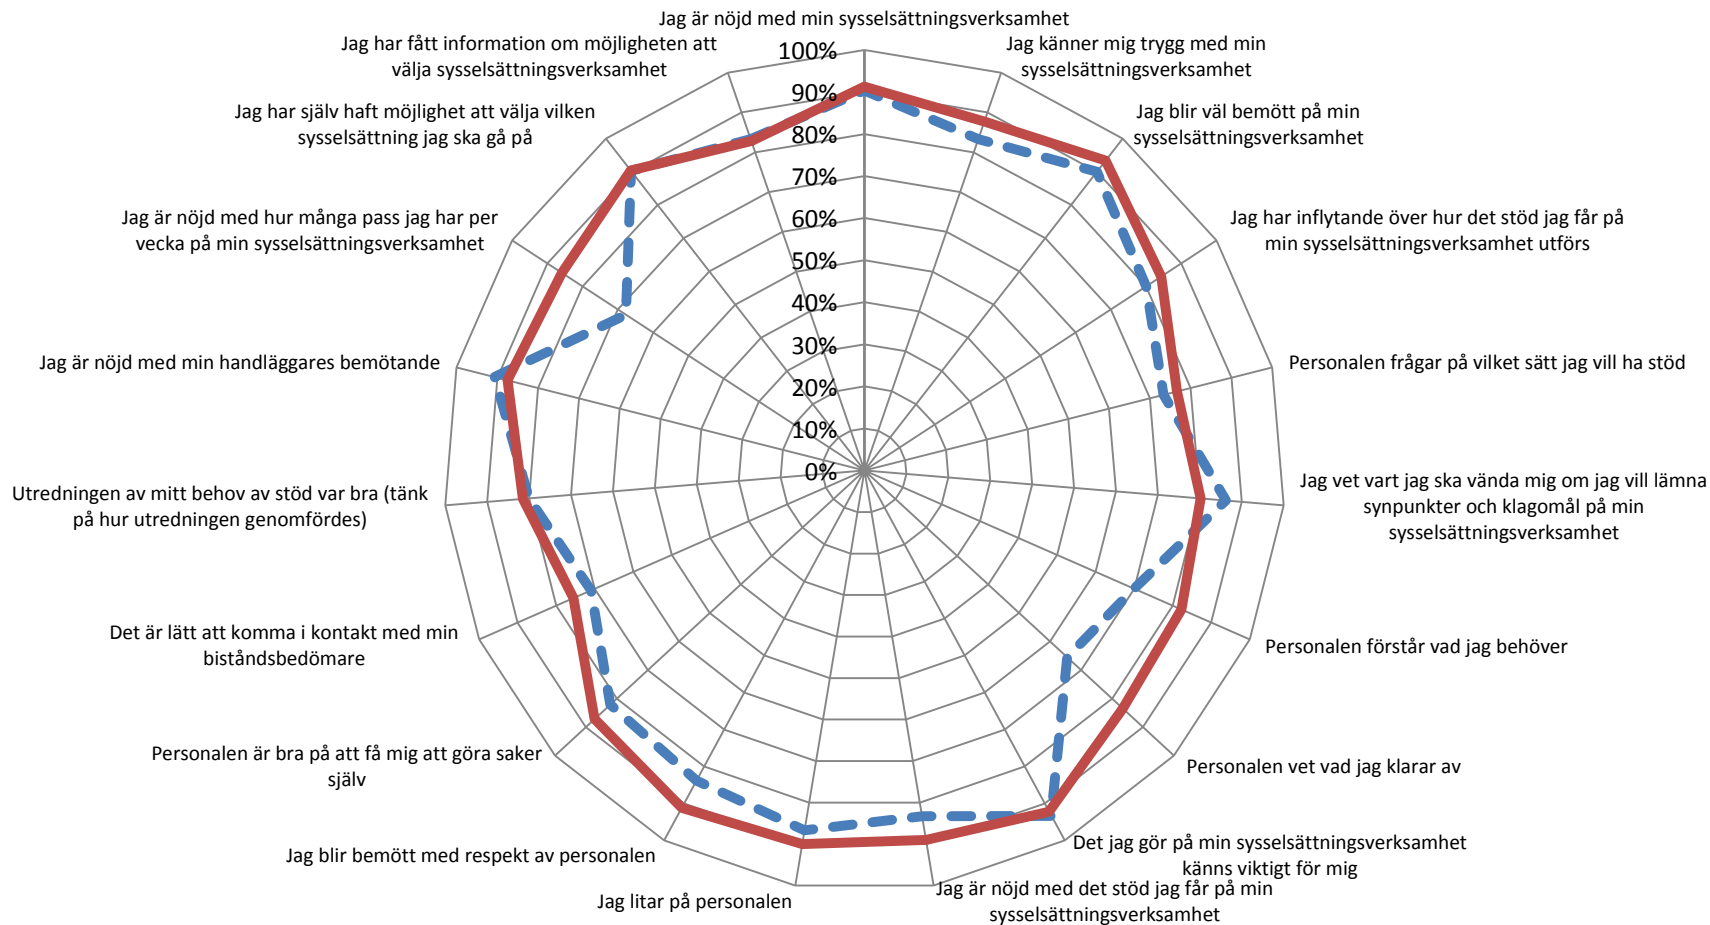 Jag är nöjd med min sysselsättningsverksamhet
Jag känner mig trygg med min
sysselsättningsverksamhet
Jag blir väl bemött på min
sysselsättningsverksamhet
Jag har inflytande över hur det stöd jag får på
min sysselsättningsverksamhet utförs
Personalen frågar på vilket sätt jag vill ha stöd
Jag vet vart jag ska vända mig om jag vill lämna
synpunkter och klagomål på min
sysselsättningsverksamhet
Personalen förstår vad jag behöver
Personalen vet vad jag klarar av
Det jag gör på min sysselsättningsverksamhet
känns viktigt för mig
Jag är nöjd med det stöd jag får på min
sysselsättningsverksamhet
Jag litar på personalen
Jag blir bemött med respekt av personalen
Personalen är bra på att få mig att göra saker
själv
Det är lätt att komma i kontakt med min
biståndsbedömare
Utredningen av mitt behov av stöd var bra (tänk
på hur utredningen genomfördes)
Jag är nöjd med min handläggares bemötande
Jag är nöjd med hur många pass jag har per
vecka på min sysselsättningsverksamhet
Jag har själv haft möjlighet att välja vilken
sysselsättning jag ska gå på
Jag har fått information om möjligheten att
välja sysselsättningsverksamhet
100%
90%
80%
70%
60%
50%
40%
30%
20%
10%
0%